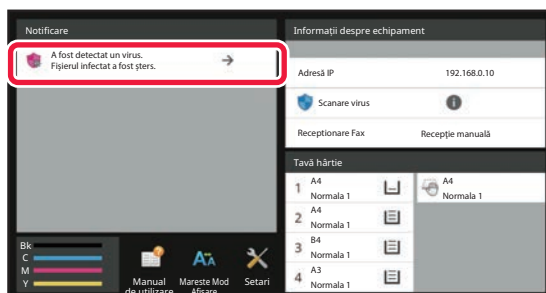 Notificare
A fost detectat un virus.
Fișierul infectat a fost șters.
Informații despre echipament
Adresă IP 192.168.0.10
Scanare virus
Receptionare Fax Recepție manuală
Tavă hârtie
1 A4
Normala 1
A4
Normala 1
2 A4
Normala 1
3 B4
Normala 1
4 A3
Normala 1
Bk
C
M
Y
Manual
de utilizare
Mareste Mod
Afisare
Setari